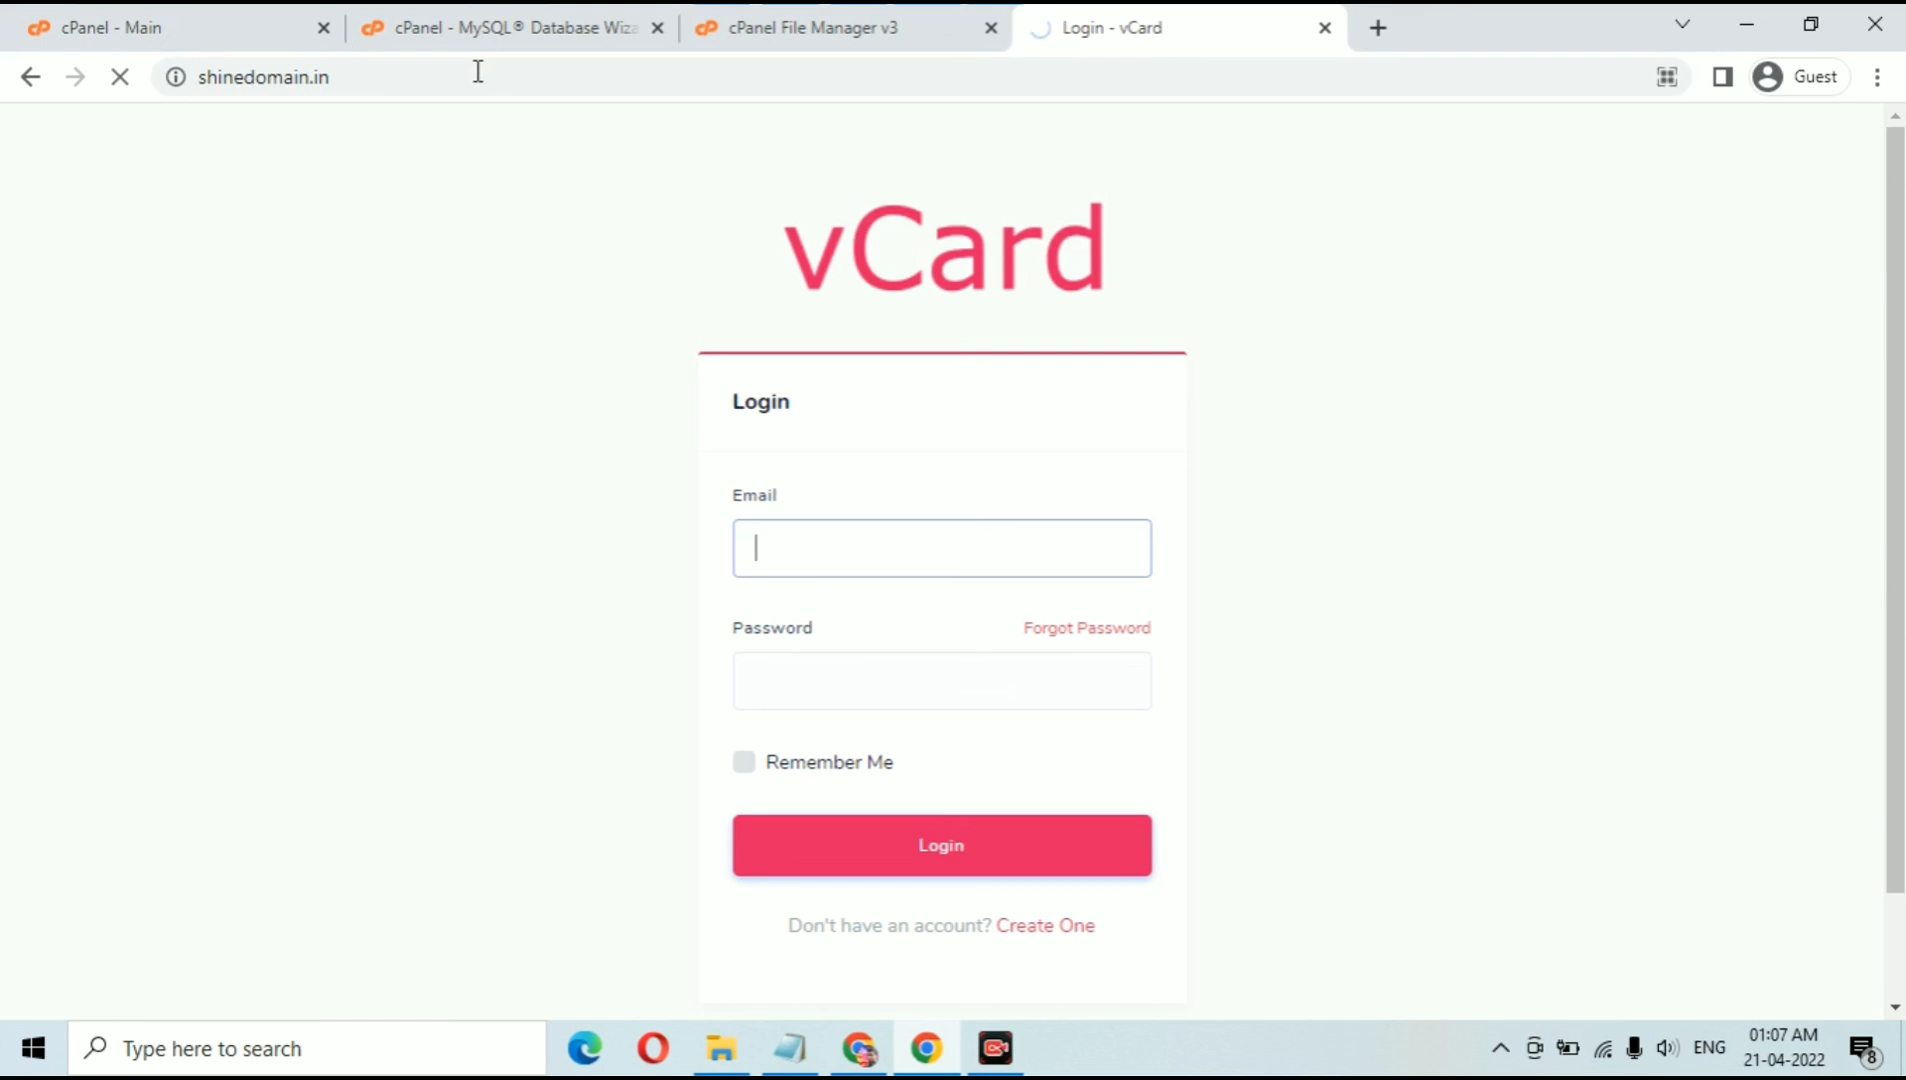 cPanel - Main
cPanel - MySQL® Database Wiza
cPanel File Manager v3
Login - vCard
shinedomain.in
Guest
vCard
Login
Email
Password
Forgot Password
Remember Me
Login
Don't have an account? Create One
Type here to search
ENG
01:07 AM
21-04-2022
8